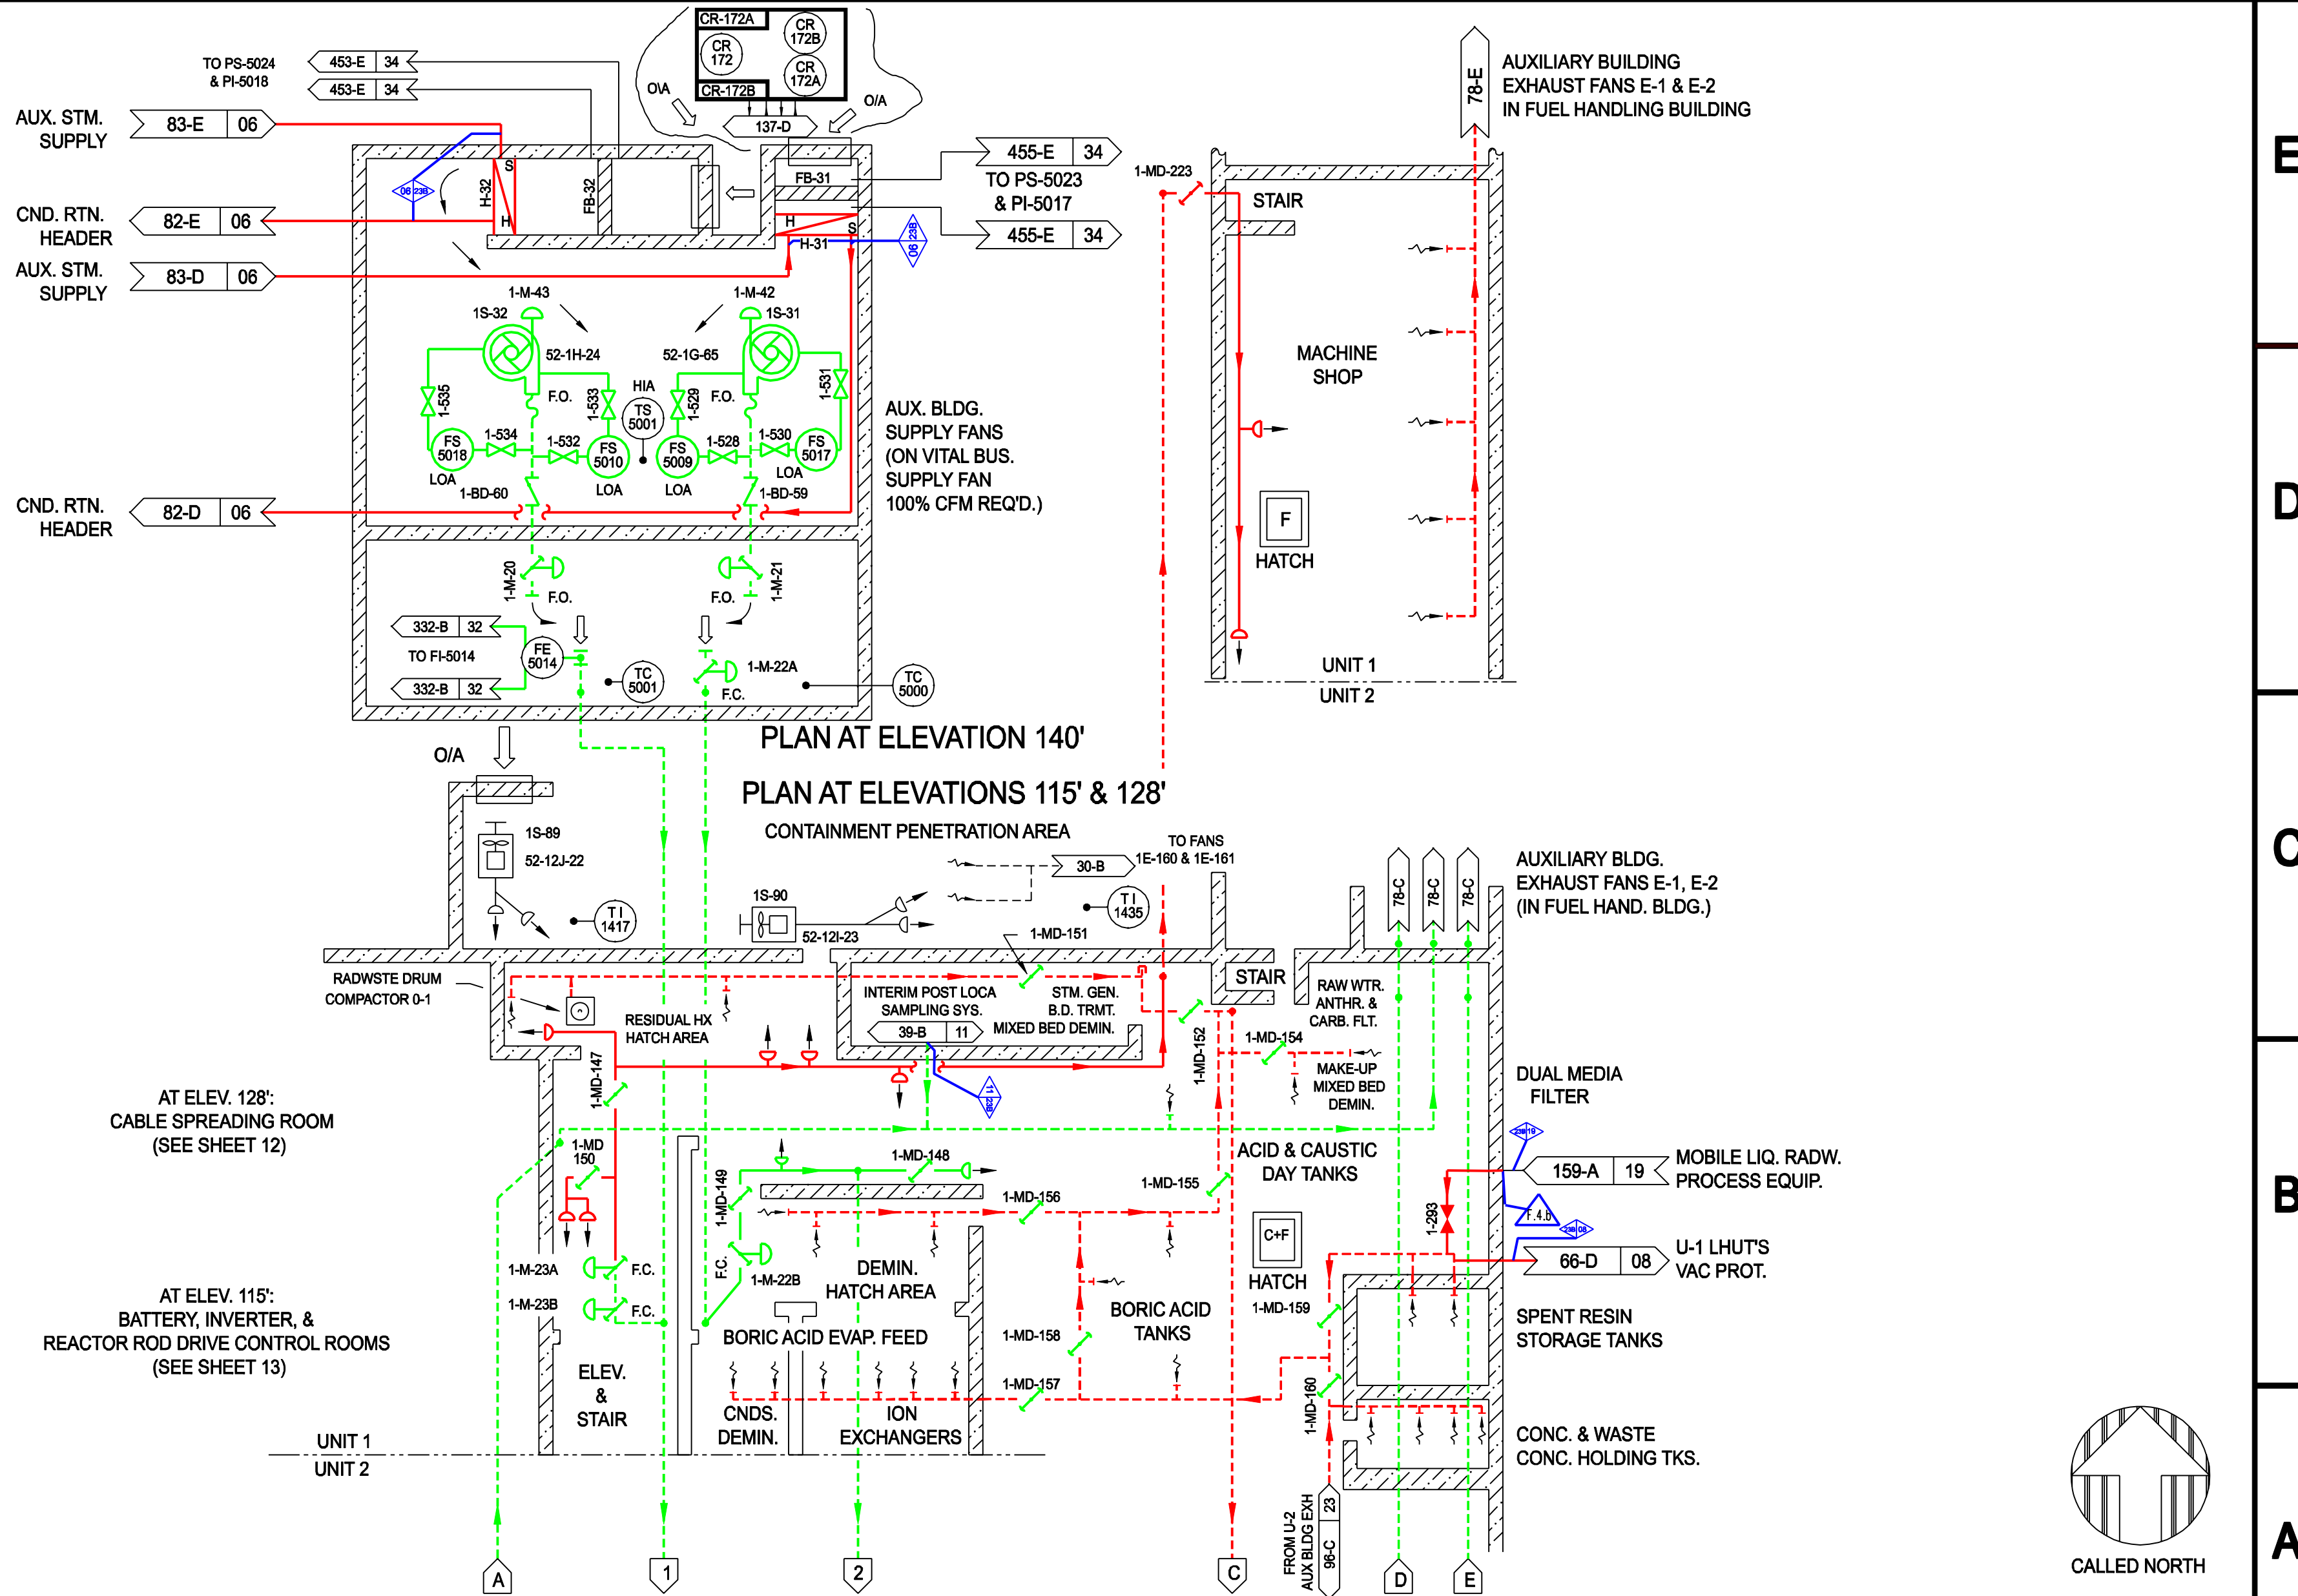 CR-172A
CR
172B
CR
172
CR
172A
CR-172B
137-D
O\A
O/A
TO PS-5024
& PI-5018
453-E 34
453-E 34
AUX. STM.
SUPPLY
83-E 06
CND. RTN.
HEADER
82-E 06
AUX. STM.
SUPPLY
83-D 06
06 23B
S
H-32
H
FB-32
FB-31
H
S
H-31
06 23B
455-E 34
TO PS-5023
& PI-5017
455-E 34
1-M-43
1S-32
52-1H-24
1-M-42
1S-31
52-1G-65
1-535
F.O.
1-533
HIA
TS
5001
1-529
F.O.
1-531
FS
5018
1-534
1-532
FS
5010
FS
5009
1-528
1-530
FS
5017
LOA
LOA
LOA
LOA
1-BD-60
1-BD-59
AUX. BLDG.
SUPPLY FANS
(ON VITAL BUS.
SUPPLY FAN
100% CFM REQ'D.)
CND. RTN.
HEADER
82-D 06
1-M-20
F.O.
F.O.
1-M-21
332-B 32
TO FI-5014
332-B 32
FE
5014
TC
5001
1-M-22A
F.C.
TC
5000
PLAN AT ELEVATION 140'
1-MD-223
STAIR
MACHINE
SHOP
F
HATCH
UNIT 1
UNIT 2
78-E
AUXILIARY BUILDING
EXHAUST FANS E-1 & E-2
IN FUEL HANDLING BUILDING
E
D
C
B
A
PLAN AT ELEVATIONS 115' & 128'
CONTAINMENT PENETRATION AREA
O/A
1S-89
52-12J-22
TI
1417
1S-90
52-12I-23
30-B
TO FANS
1E-160 & 1E-161
TI
1435
1-MD-151
78-C
78-C
78-C
AUXILIARY BLDG.
EXHAUST FANS E-1, E-2
(IN FUEL HAND. BLDG.)
RADWSTE DRUM
COMPACTOR 0-1
RESIDUAL HX
HATCH AREA
INTERIM POST LOCA
SAMPLING SYS.
39-B 11
STM. GEN.
B.D. TRMT.
MIXED BED DEMIN.
STAIR
RAW WTR.
ANTHR. &
CARB. FLT.
1-MD-147
1-MD-152
1-MD-154
MAKE-UP
MIXED BED
DEMIN.
11 23B
DUAL MEDIA
FILTER
AT ELEV. 128':
CABLE SPREADING ROOM
(SEE SHEET 12)
1-MD
150
1-MD-149
1-MD-148
1-MD-156
1-MD-155
ACID & CAUSTIC
DAY TANKS
23B 19
159-A 19
MOBILE LIQ. RADW.
PROCESS EQUIP.
F.4.b
1-293
23B 08
66-D 08
U-1 LHUT'S
VAC PROT.
C+F
HATCH
1-M-23A
F.C.
1-M-23B
F.C.
F.C.
1-M-22B
DEMIN.
HATCH AREA
BORIC ACID EVAP. FEED
1-MD-158
BORIC ACID
TANKS
1-MD-159
SPENT RESIN
STORAGE TANKS
AT ELEV. 115':
BATTERY, INVERTER, &
REACTOR ROD DRIVE CONTROL ROOMS
(SEE SHEET 13)
ELEV.
&
STAIR
CNDS.
DEMIN.
ION
EXCHANGERS
1-MD-157
1-MD-160
CONC. & WASTE
CONC. HOLDING TKS.
UNIT 1
UNIT 2
FROM U-2
AUX BLDG EXH
96-C 23
A
1
2
C
D
E
CALLED NORTH